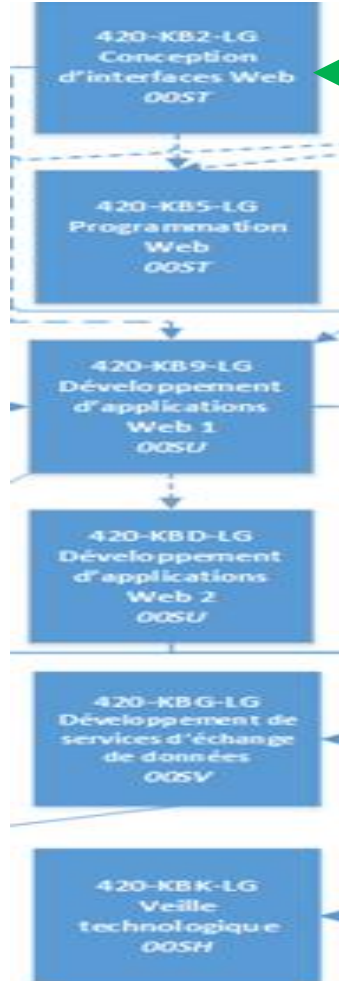 420-KB2-LG
Conception
d'interfaces Web
00ST
420-KB5-LG
Programmation
Web
00ST
420-KB9-LG
Développement
d'applications
Web 1
00SU
420-KBD-LG
Développement
d'applications
Web 2
00SU
420-KBG-LG
Développement de
services d'échange
de données
00SV
420-KBK-LG
Veille
technologique
00SH